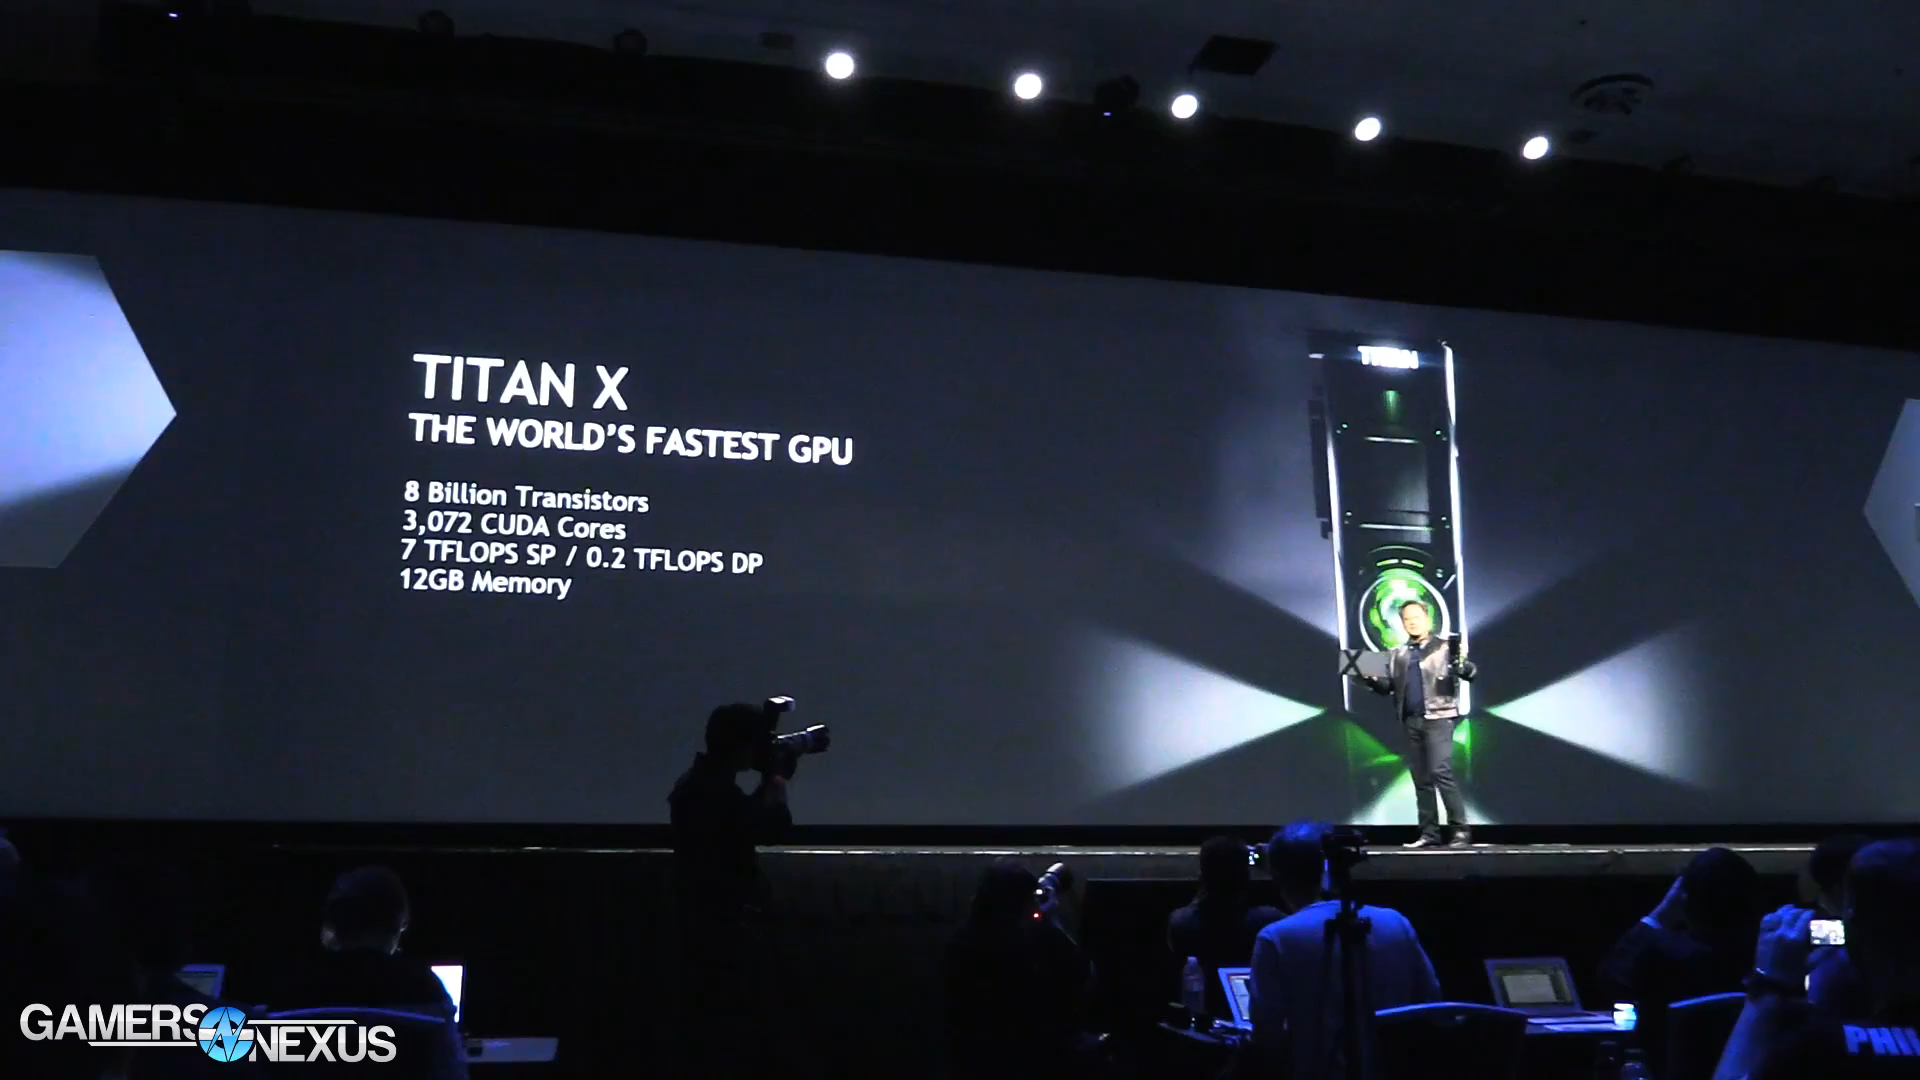 TITAN
TITAN X
THE WORLD'S FASTEST GPU
8 Billion Transistors
3,072 CUDA Cores
7 TFLOPS SP / 0.2 TFLOPS DP
12GB Memory
X
GAMERS NEXUS